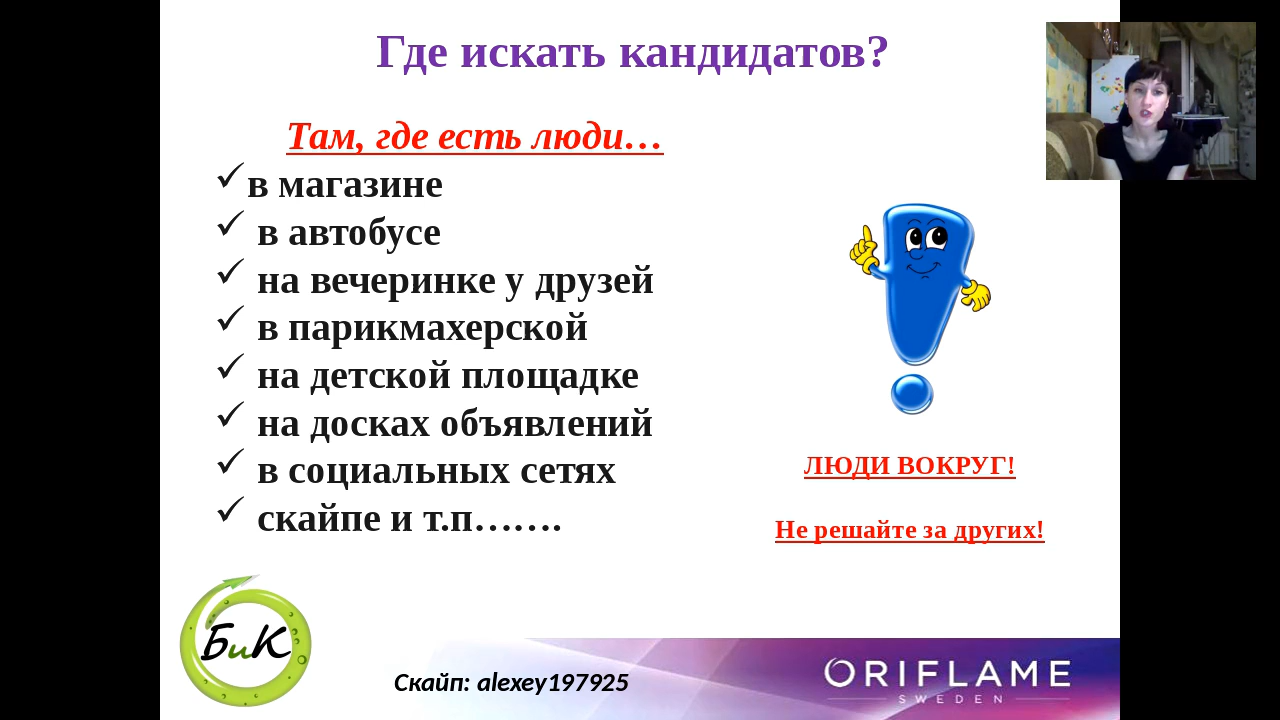 Где искать кандидатов?
Там, где есть люди…
в магазине
в автобусе
на вечеринке у друзей
в парикмахерской
на детской площадке
на досках объявлений
в социальных сетях
скайпе и т.п…….
ЛЮДИ ВОКРУГ!
Не решайте за других!
БиК
Скайп: alexey197925
ORIFLAME
SWEDEN